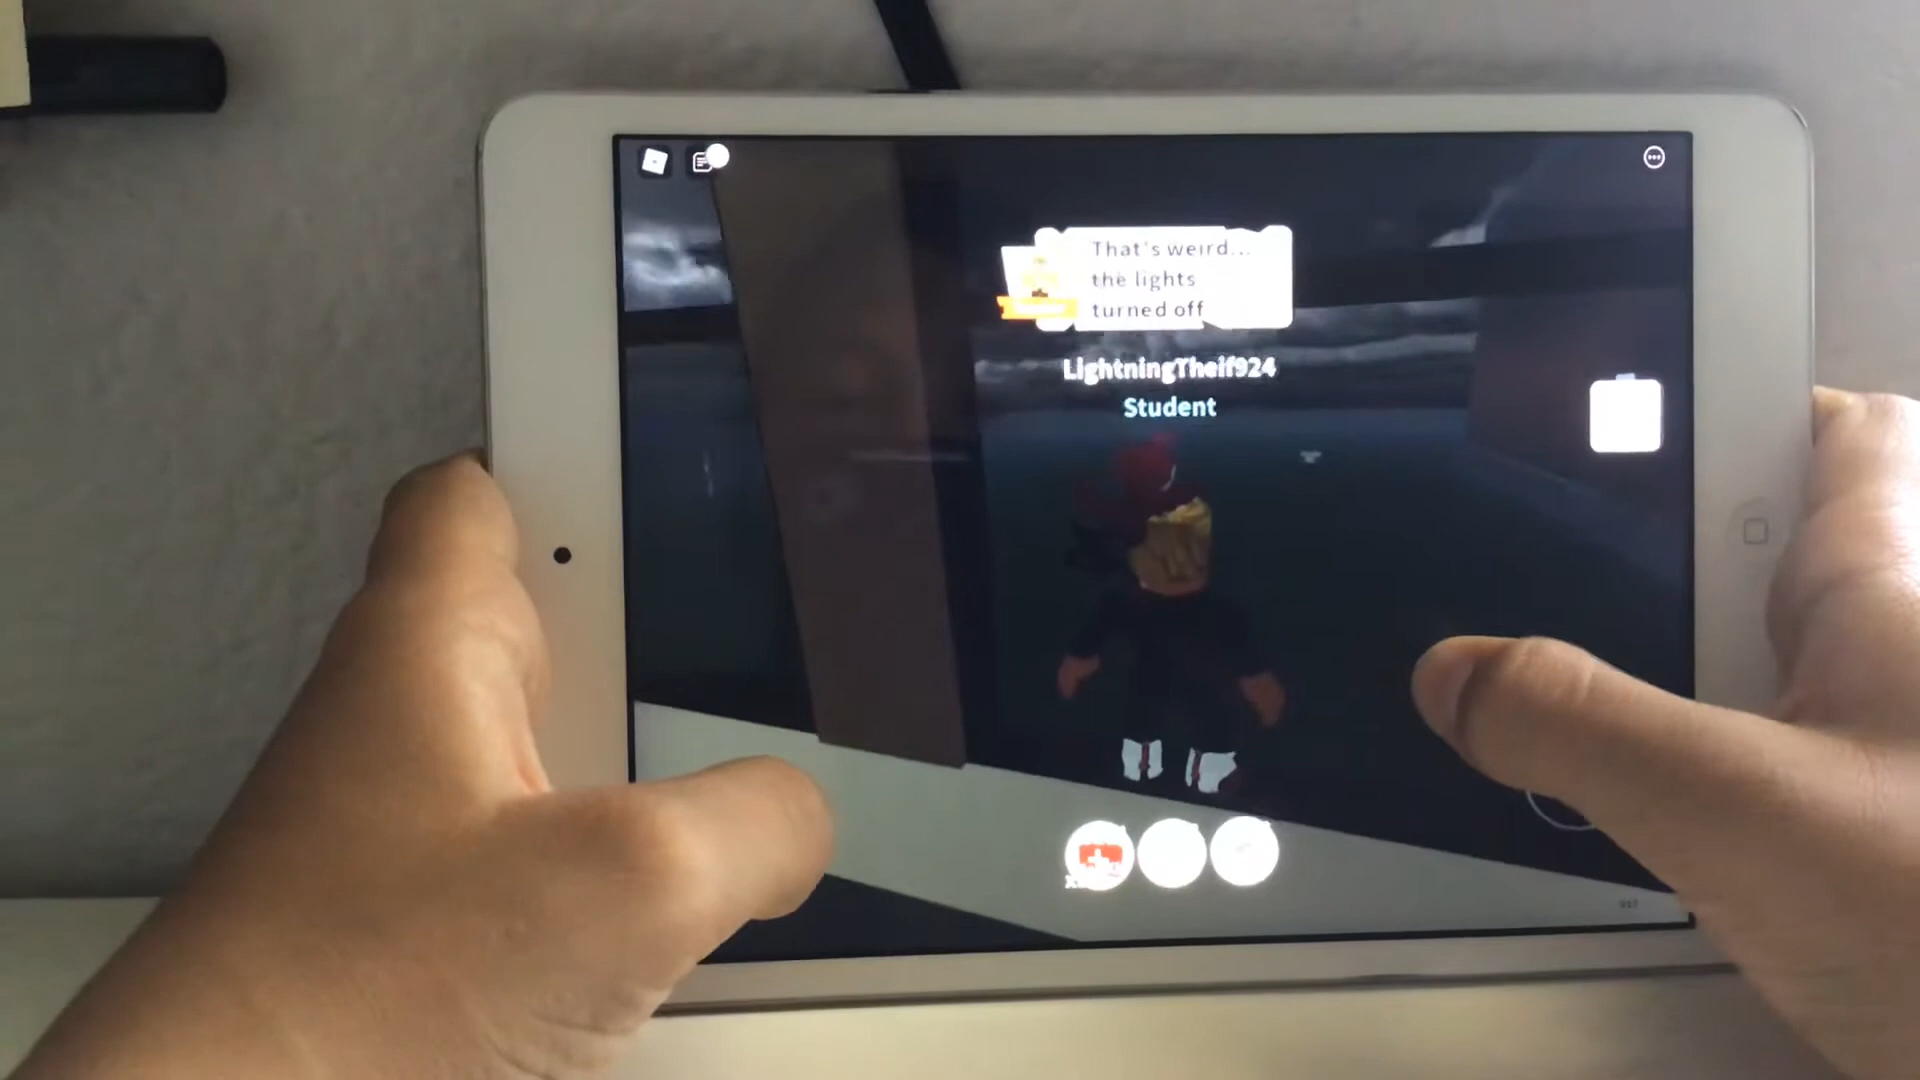 That's weird...
the lights
turned off
LightningTheif924
Student